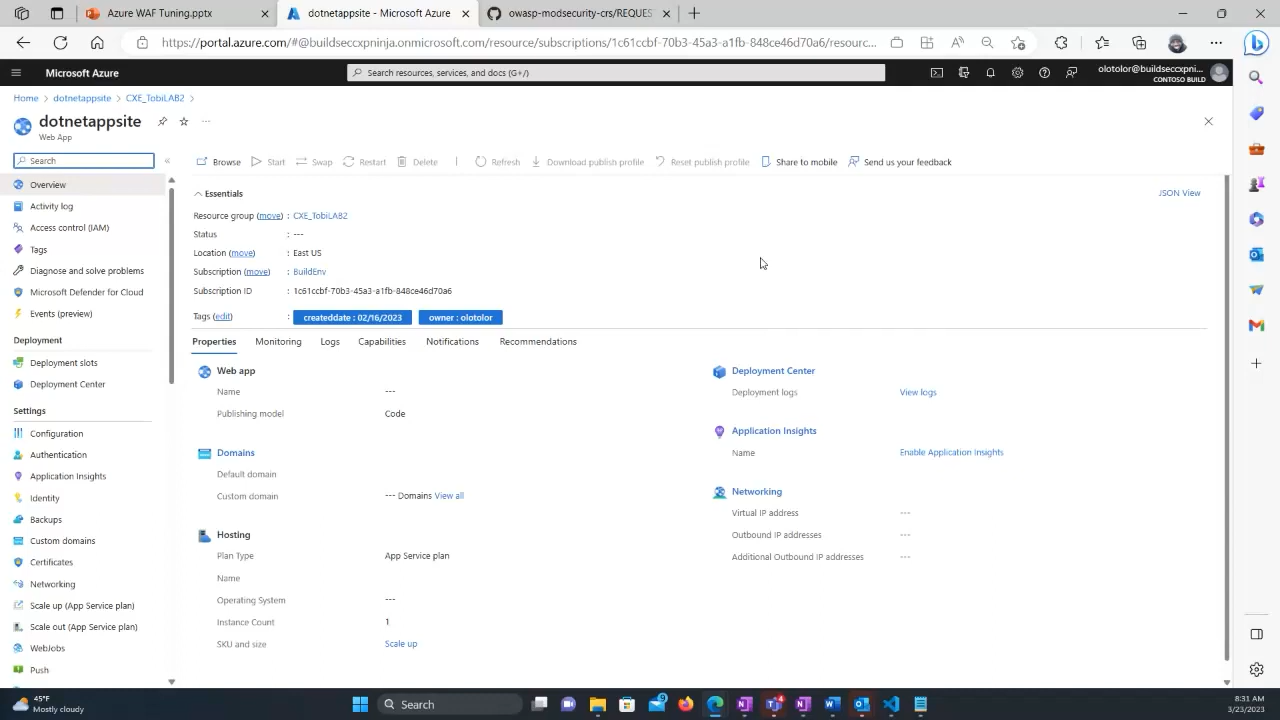 Azure WAF Tuning
dotnetappsite - Microsoft Azure
owasp-modsecurity-crs/REQUES
https://portal.azure.com/#@buildseccxpninja.onmicrosoft.com/resource/subscriptions/1c61ccbf-70b3-45a3-a1fb-848ce46d70a6/resourc...
Microsoft Azure
Search resources, services, and docs (G+/)
olotolor@buildseccxpni...
CONTOSO BUILD
Home > dotnetappsite > CXE_TobiLAB2 >
dotnetappsite
Web App
Search
Browse Start Swap Restart Delete Refresh Download publish profile Reset publish profile Share to mobile Send us your feedback
Overview
Activity log
Access control (IAM)
Tags
Diagnose and solve problems
Microsoft Defender for Cloud
Events (preview)
Deployment
Deployment slots
Deployment Center
Settings
Configuration
Authentication
Application Insights
Identity
Backups
Custom domains
Certificates
Networking
Scale up (App Service plan)
Scale out (App Service plan)
WebJobs
Push
Essentials
JSON View
Resource group (move) : CXE_TobiLAB2
Status : ---
Location (move) : East US
Subscription (move) : BuildEnv
Subscription ID : 1c61ccbf-70b3-45a3-a1fb-848ce46d70a6
Tags (edit) : createddate : 02/16/2023 owner : olotolor
Properties Monitoring Logs Capabilities Notifications Recommendations
Web app
Name ---
Publishing model Code
Domains
Default domain
Custom domain --- Domains View all
Hosting
Plan Type App Service plan
Name
Operating System ---
Instance Count 1
SKU and size Scale up
Deployment Center
Deployment logs View logs
Application Insights
Name Enable Application Insights
Networking
Virtual IP address ---
Outbound IP addresses ---
Additional Outbound IP addresses ---
45°F
Mostly cloudy
Search
9
4
8:31 AM
3/23/2023